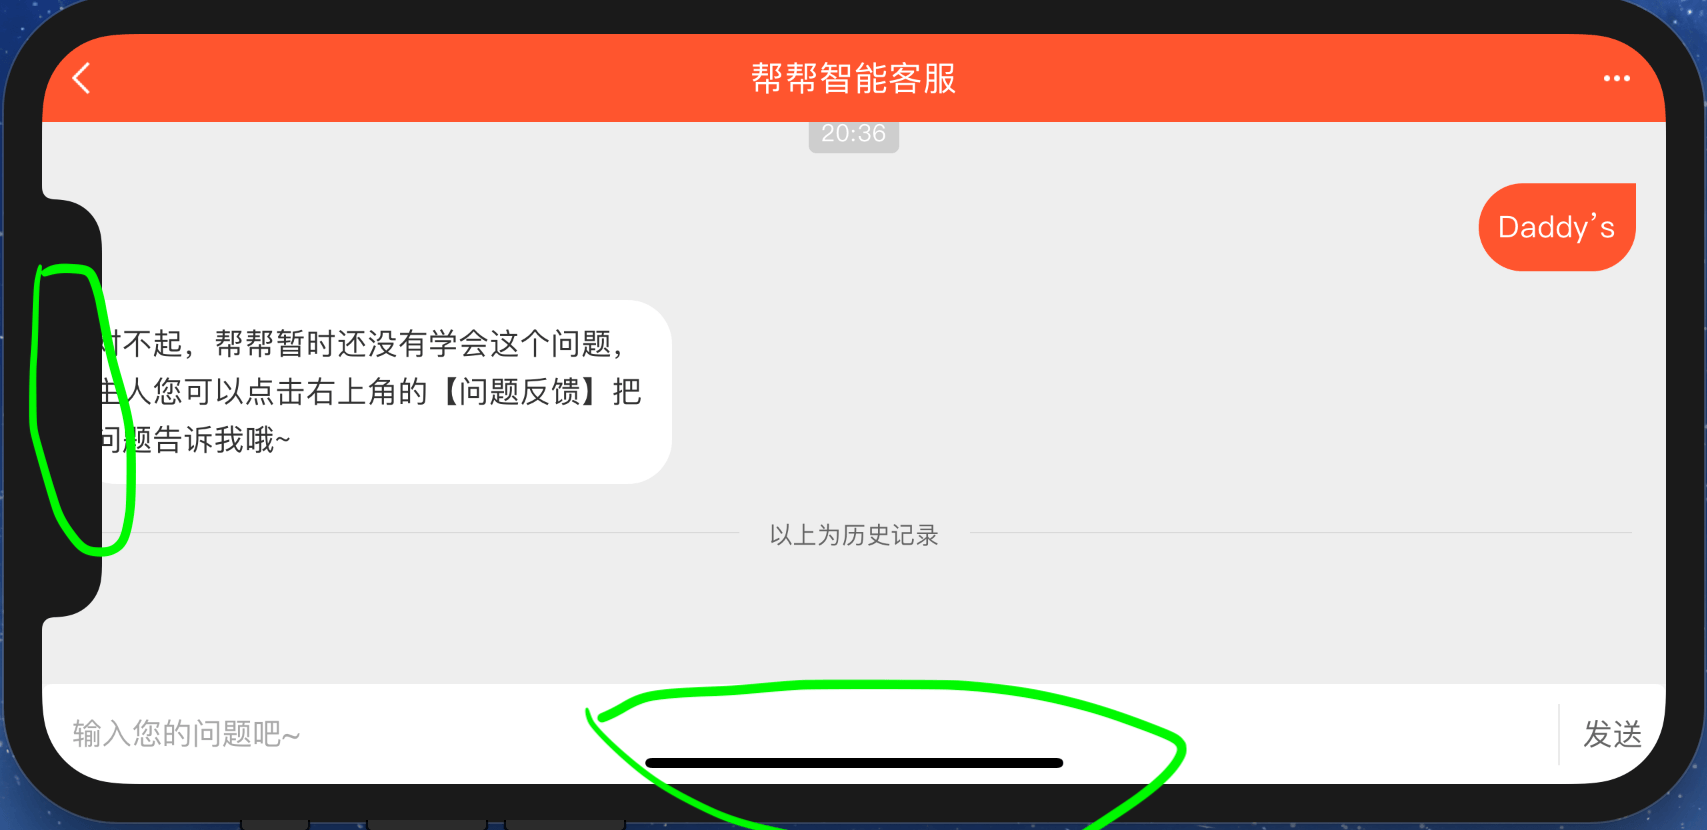 帮帮智能客服
20:36
Daddy's
对不起，帮帮暂时还没有学会这个问题，
主人您可以点击右上角的【问题反馈】把
问题告诉我哦~
以上为历史记录
输入您的问题吧~
发送